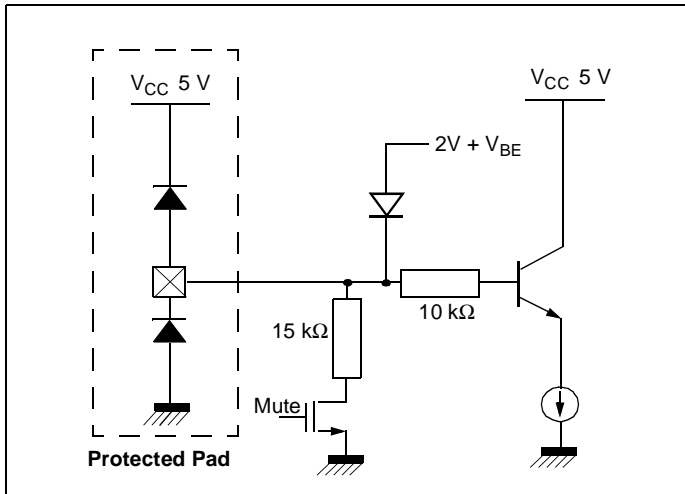 V_CC 5 V
V_CC 5 V
2V + V_BE
15 kΩ
10 kΩ
Mute
Protected Pad